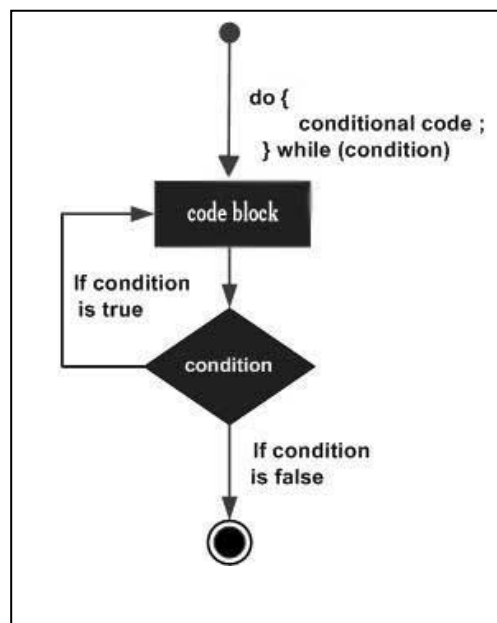 do {
conditional code ;
} while (condition)
code block
If condition
is true
condition
If condition
is false